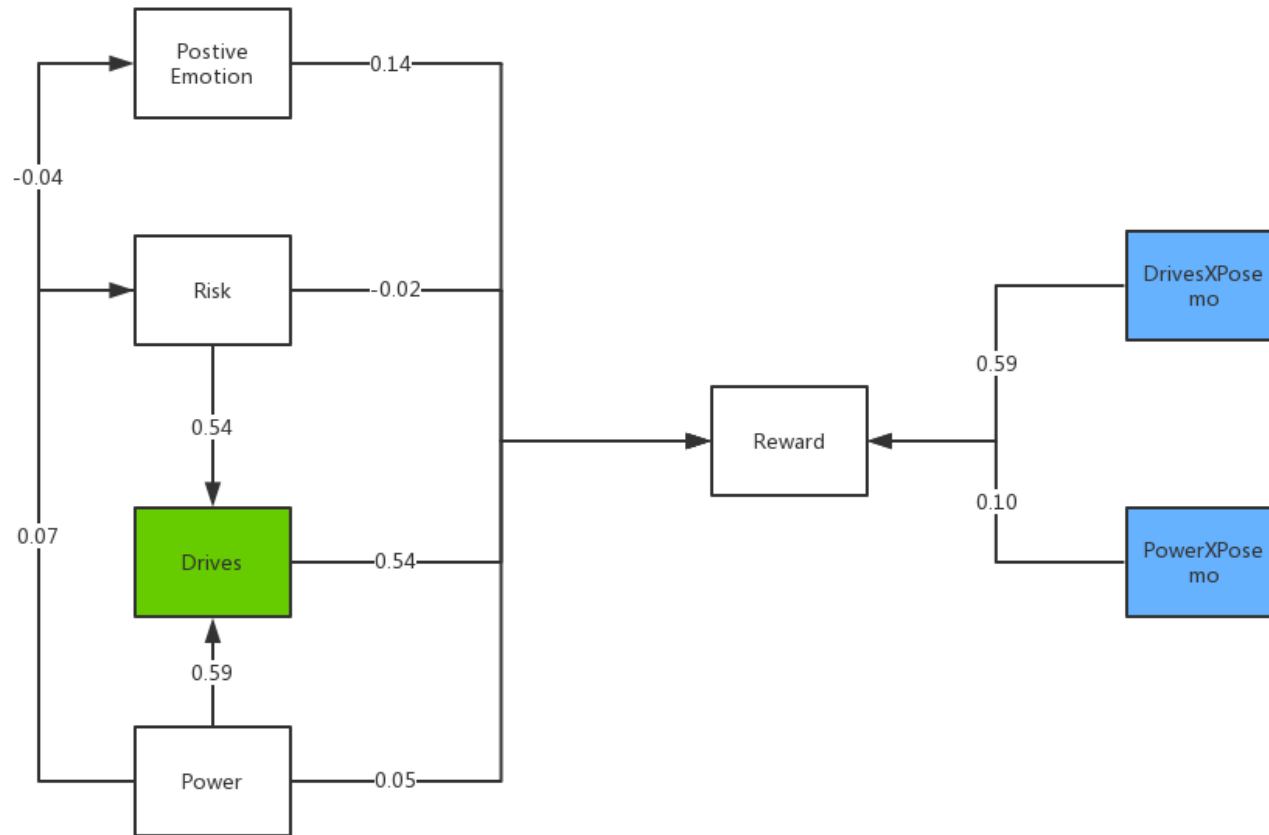 Postive
Emotion
0.14
-0.04
Risk
-0.02
DrivesXPose
mo
0.59
0.54
Reward
0.10
0.07
Drives
0.54
PowerXPose
mo
0.59
Power
0.05